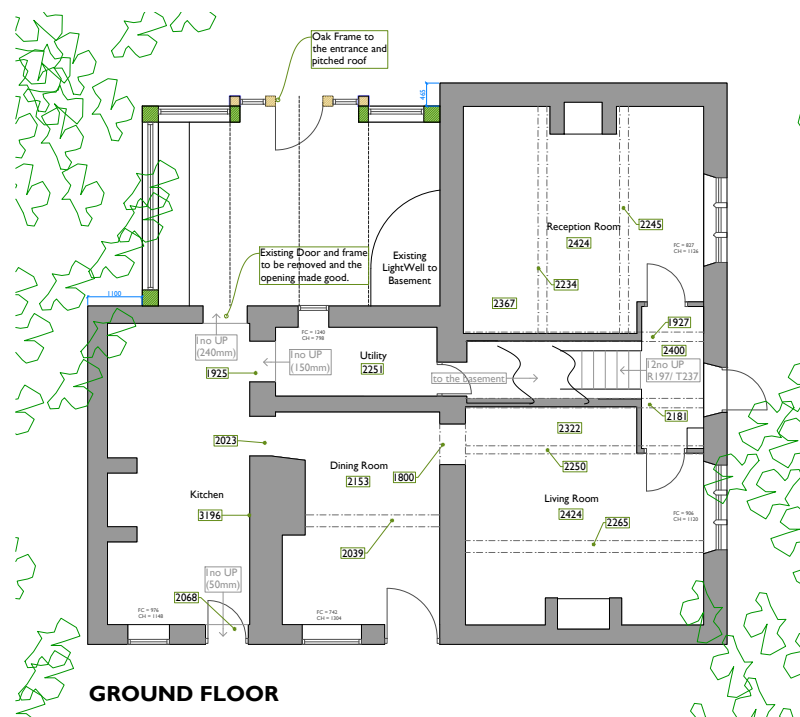 Oak Frame to
the entrance and
pitched roof
465
Existing Door and frame
to be removed and the
opening made good.
Existing
LightWell to
Basement
1100
Reception Room
2424
2245
2234
2367
FC = 827
CH = 1126
1no UP
(240mm)
FC = 1240
CH = 798
1no UP
(150mm)
1925
Utility
2251
to the basement
1927
2400
12no UP
R197/ T237
2181
2322
2250
2023
Dining Room
2153
1800
Kitchen
3196
2039
Living Room
2424
2265
FC = 906
CH = 1120
1no UP
(50mm)
2068
FC = 976
CH = 1148
FC = 742
CH = 1304
GROUND FLOOR